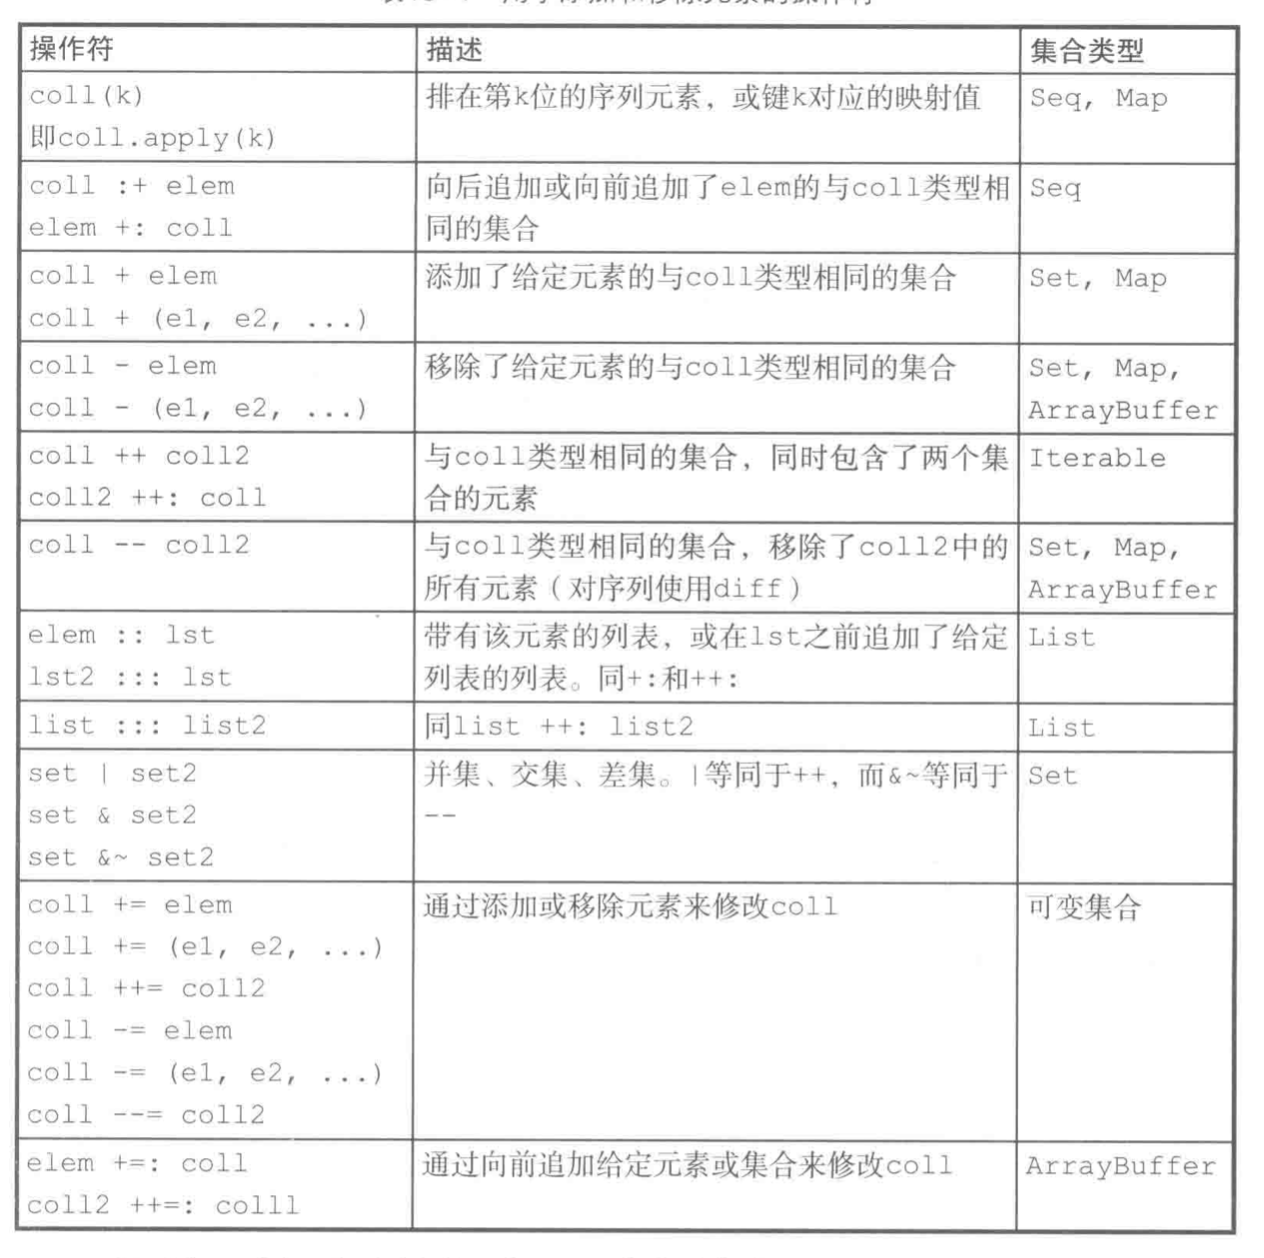 操作符 描述 集合类型
coll(k) 排在第k位的序列元素，或键k对应的映射值 Seq, Map
即coll.apply(k)
coll :+ elem 向后追加或向前追加了elem的与coll类型相 Seq
elem +: coll 同的集合
coll + elem 添加了给定元素的与coll类型相同的集合 Set, Map
coll + (e1, e2, ...)
coll - elem 移除了给定元素的与coll类型相同的集合 Set, Map,
coll - (e1, e2, ...) ArrayBuffer
coll ++ coll2 与coll类型相同的集合，同时包含了两个集 Iterable
coll2 ++: coll 合的元素
coll -- coll2 与coll类型相同的集合，移除了coll2中的 Set, Map,
所有元素（对序列使用diff） ArrayBuffer
elem :: lst 带有该元素的列表，或在lst之前追加了给定 List
lst2 ::: lst 列表的列表。同+:和++:
list ::: list2 同list ++: list2 List
set | set2 并集、交集、差集。|等同于++，而&~等同于 Set
set & set2 --
set &~ set2
coll += elem 通过添加或移除元素来修改coll 可变集合
coll += (e1, e2, ...)
coll ++= coll2
coll -= elem
coll -= (e1, e2, ...)
coll --= coll2
elem +=: coll 通过向前追加给定元素或集合来修改coll ArrayBuffer
coll2 ++=: colll